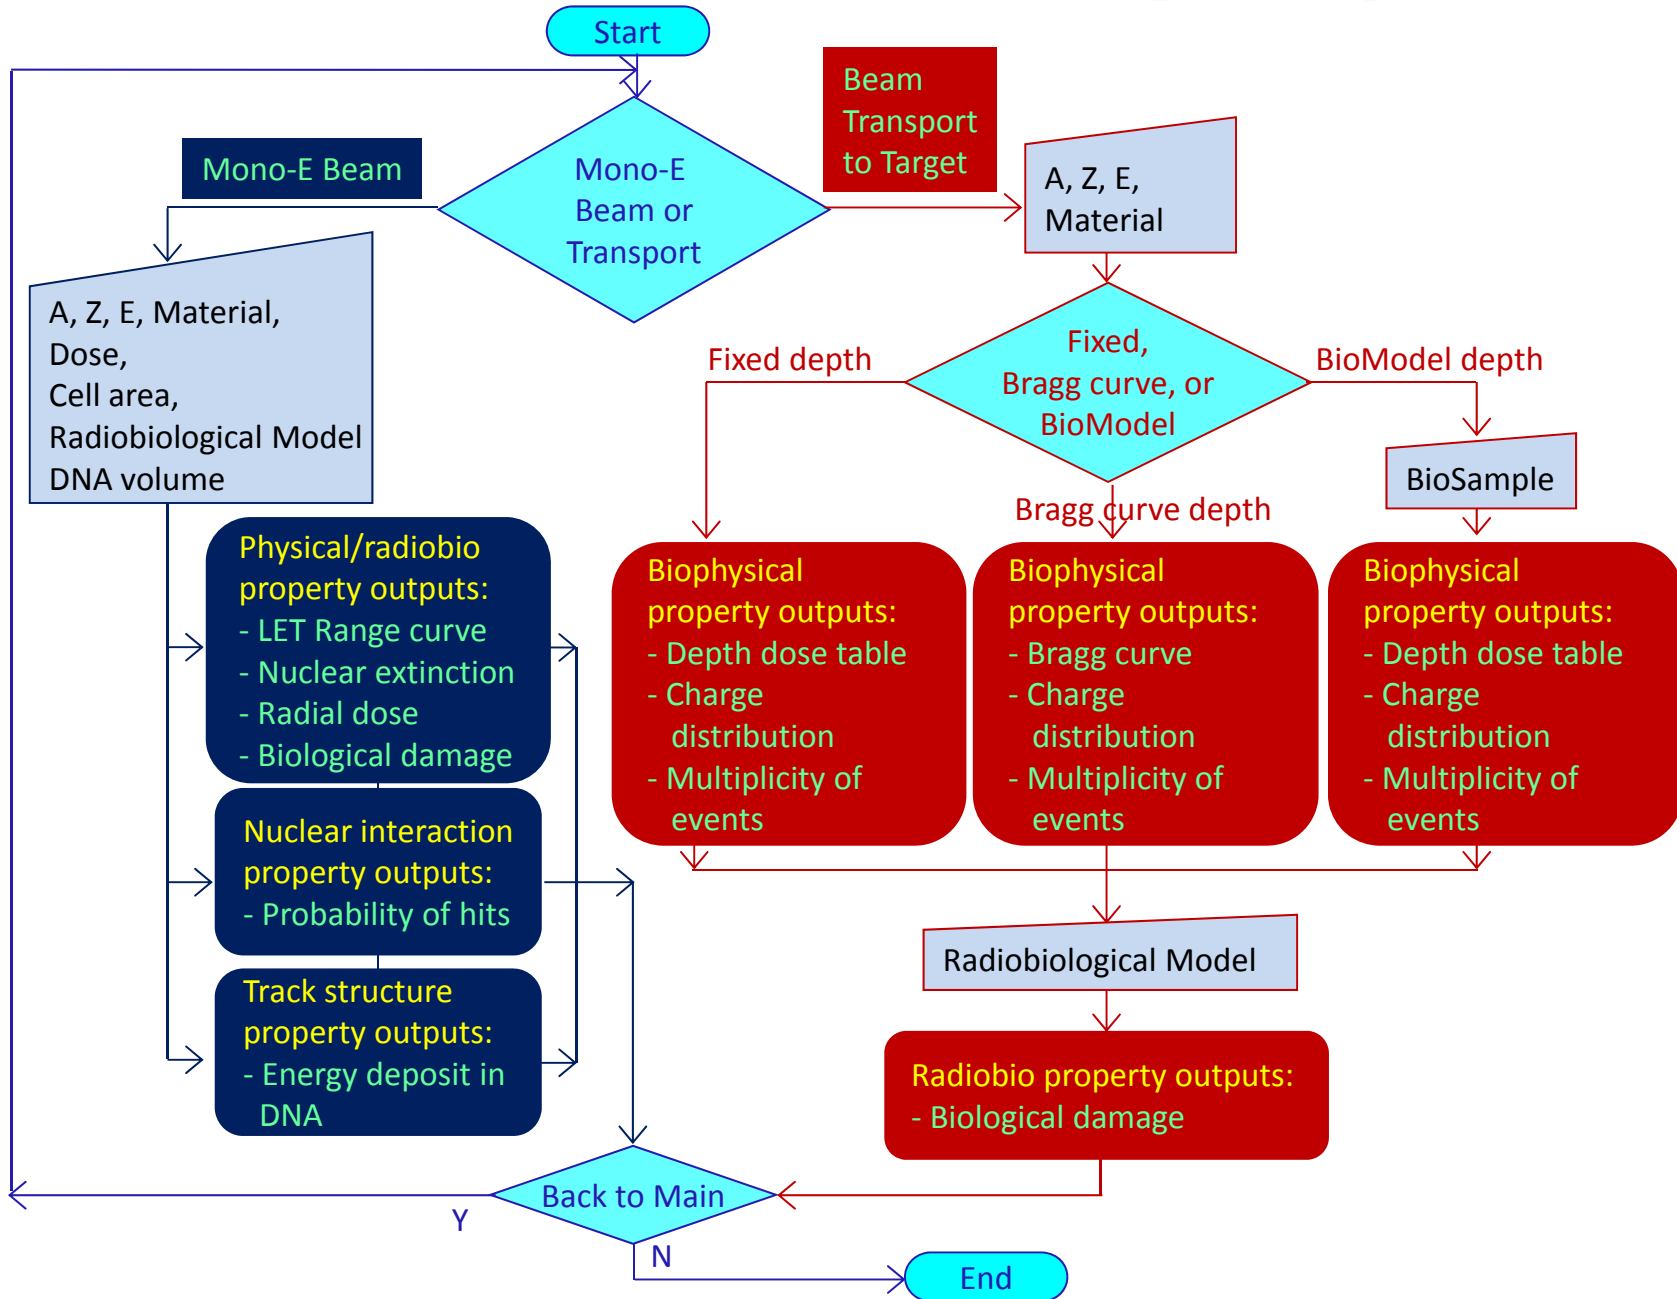 Start
Mono-E
Beam or
Transport
Mono-E Beam
Beam
Transport
to Target
A, Z, E, Material,
Dose,
Cell area,
Radiobiological Model
DNA volume
A, Z, E,
Material
Fixed,
Bragg curve, or
BioModel
Fixed depth
BioModel depth
Bragg curve depth
BioSample
Physical/radiobio
property outputs:
- LET Range curve
- Nuclear extinction
- Radial dose
- Biological damage
Nuclear interaction
property outputs:
- Probability of hits
Track structure
property outputs:
- Energy deposit in
DNA
Biophysical
property outputs:
- Depth dose table
- Charge
distribution
- Multiplicity of
events
Biophysical
property outputs:
- Bragg curve
- Charge
distribution
- Multiplicity of
events
Biophysical
property outputs:
- Depth dose table
- Charge
distribution
- Multiplicity of
events
Radiobiological Model
Radiobio property outputs:
- Biological damage
Back to Main
Y
N
End